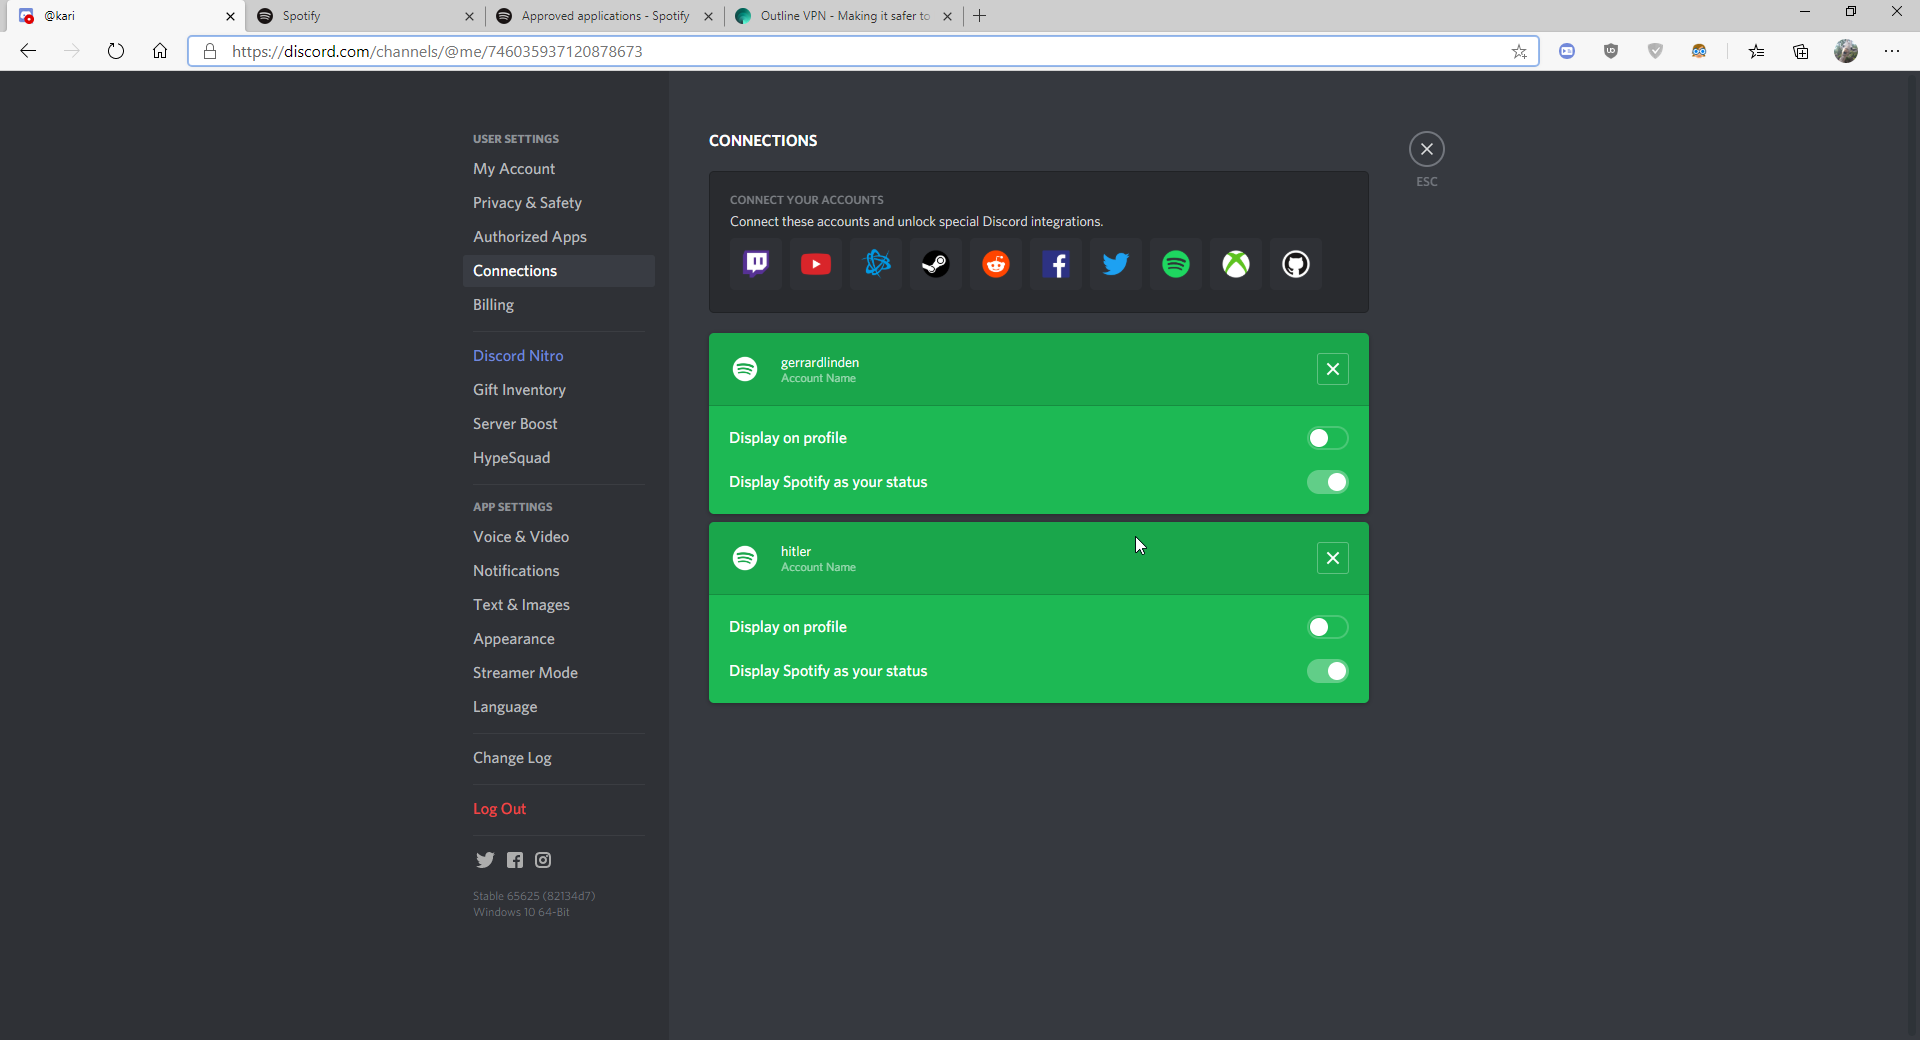 @kari
Spotify
Approved applications - Spotify
Outline VPN - Making it safer to
https://discord.com/channels/@me/746035937120878673
USER SETTINGS
My Account
Privacy & Safety
Authorized Apps
Connections
Billing
Discord Nitro
Gift Inventory
Server Boost
HypeSquad
APP SETTINGS
Voice & Video
Notifications
Text & Images
Appearance
Streamer Mode
Language
Change Log
Log Out
Stable 65625 (82134d7)
Windows 10 64-Bit
CONNECTIONS
CONNECT YOUR ACCOUNTS
Connect these accounts and unlock special Discord integrations.
gerrardlinden
Account Name
Display on profile
Display Spotify as your status
hitler
Account Name
Display on profile
Display Spotify as your status
ESC